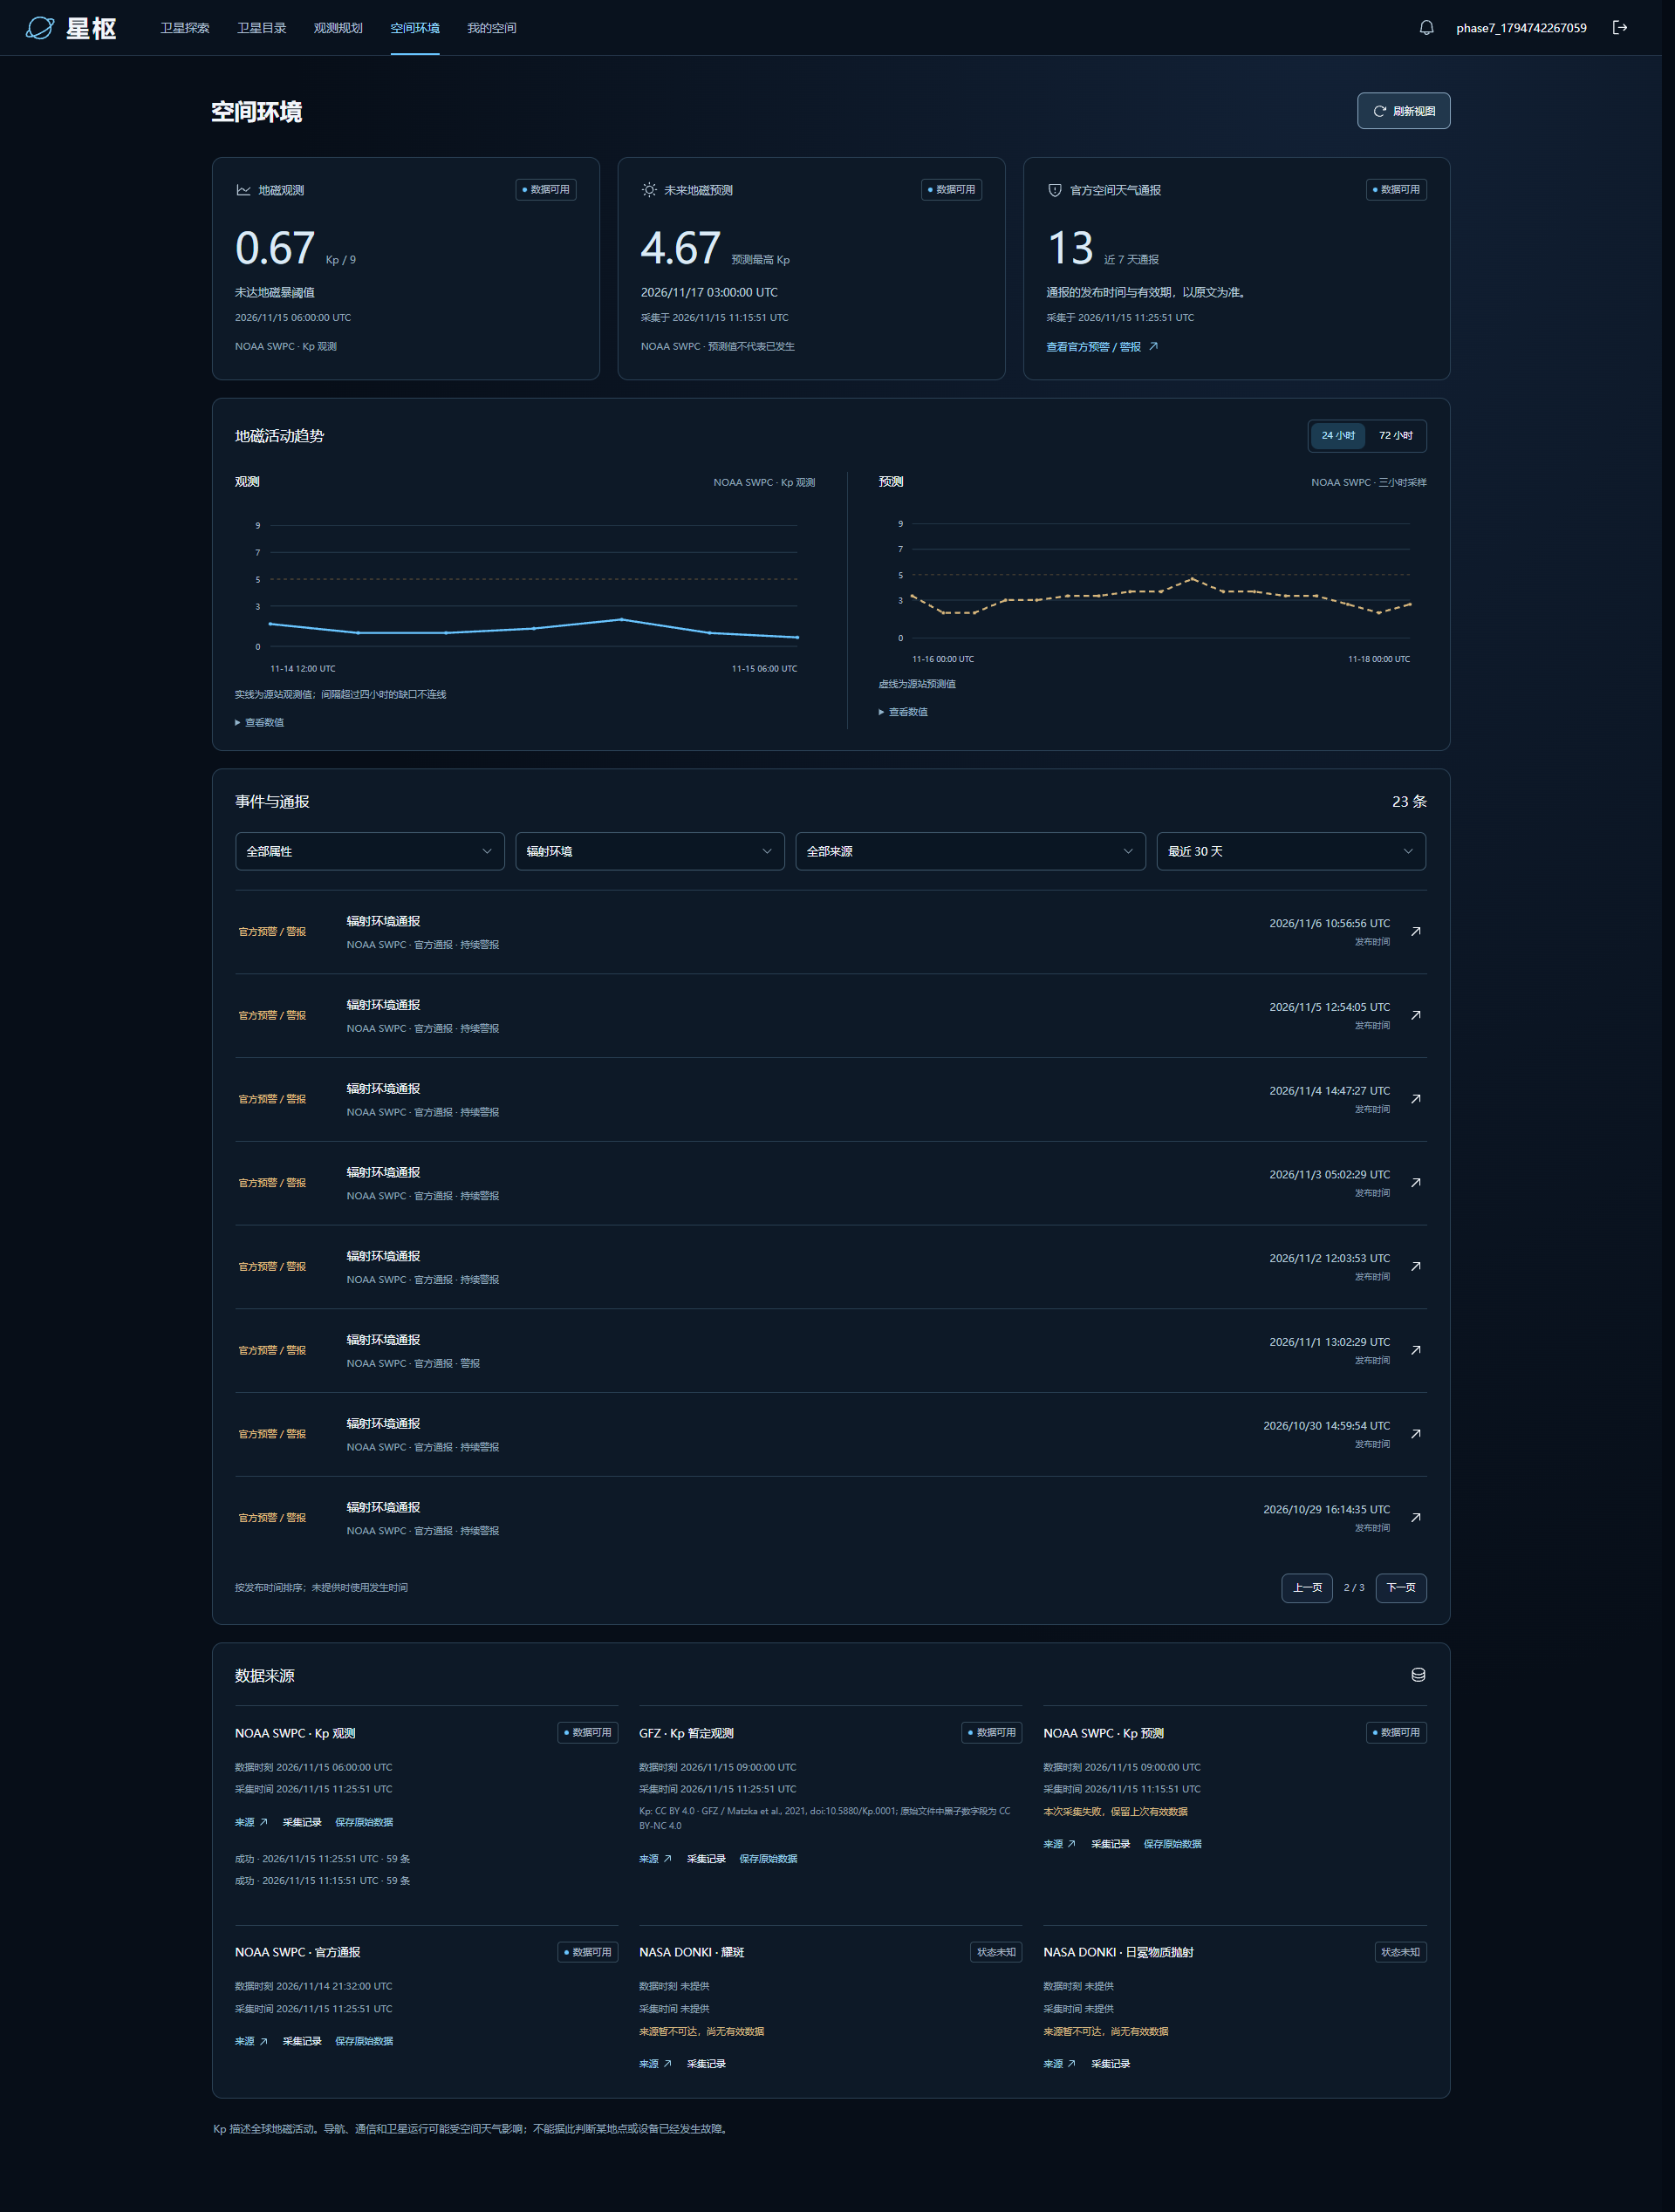 星枢
卫星探索
卫星目录
观测规划
空间环境
我的空间
phase7_1794742267059
空间环境
刷新视图
地磁观测
数据可用
0.67 Kp / 9
未达地磁暴阈值
2026/11/15 06:00:00 UTC
NOAA SWPC · Kp 观测
未来地磁预测
数据可用
4.67 预测最高 Kp
2026/11/17 03:00:00 UTC
采集于 2026/11/15 11:15:51 UTC
NOAA SWPC · 预测值不代表已发生
官方空间天气通报
数据可用
13 近 7 天通报
通报的发布时间与有效期，以原文为准。
采集于 2026/11/15 11:25:51 UTC
查看官方预警 / 警报
地磁活动趋势
24 小时
72 小时
观测
NOAA SWPC · Kp 观测
9
7
5
3
0
11-14 12:00 UTC
11-15 06:00 UTC
实线为源站观测值；间隔超过四小时的缺口不连线
查看数值
预测
NOAA SWPC · 三小时采样
9
7
5
3
0
11-16 00:00 UTC
11-18 00:00 UTC
虚线为源站预测值
查看数值
事件与通报
23 条
全部属性
辐射环境
全部来源
最近 30 天
官方预警 / 警报
辐射环境通报
NOAA SWPC · 官方通报 · 持续警报
2026/11/6 10:56:56 UTC
发布时间
官方预警 / 警报
辐射环境通报
NOAA SWPC · 官方通报 · 持续警报
2026/11/5 12:54:05 UTC
发布时间
官方预警 / 警报
辐射环境通报
NOAA SWPC · 官方通报 · 持续警报
2026/11/4 14:47:27 UTC
发布时间
官方预警 / 警报
辐射环境通报
NOAA SWPC · 官方通报 · 持续警报
2026/11/3 05:02:29 UTC
发布时间
官方预警 / 警报
辐射环境通报
NOAA SWPC · 官方通报 · 持续警报
2026/11/2 12:03:53 UTC
发布时间
官方预警 / 警报
辐射环境通报
NOAA SWPC · 官方通报 · 警报
2026/11/1 13:02:29 UTC
发布时间
官方预警 / 警报
辐射环境通报
NOAA SWPC · 官方通报 · 持续警报
2026/10/30 14:59:54 UTC
发布时间
官方预警 / 警报
辐射环境通报
NOAA SWPC · 官方通报 · 持续警报
2026/10/29 16:14:35 UTC
发布时间
按发布时间排序；未提供时使用发生时间
上一页
2 / 3
下一页
数据来源
NOAA SWPC · Kp 观测
数据可用
数据时刻 2026/11/15 06:00:00 UTC
采集时间 2026/11/15 11:25:51 UTC
来源 采集记录 保存原始数据
成功 · 2026/11/15 11:25:51 UTC · 59 条
成功 · 2026/11/15 11:15:51 UTC · 59 条
GFZ · Kp 暂定观测
数据可用
数据时刻 2026/11/15 09:00:00 UTC
采集时间 2026/11/15 11:25:51 UTC
Kp: CC BY 4.0 · GFZ / Matzka et al., 2021, doi:10.5880/Kp.0001; 原始文件中黑子数字段为 CC
BY-NC 4.0
来源 采集记录 保存原始数据
NOAA SWPC · Kp 预测
数据可用
数据时刻 2026/11/15 09:00:00 UTC
采集时间 2026/11/15 11:15:51 UTC
本次采集失败，保留上次有效数据
来源 采集记录 保存原始数据
NOAA SWPC · 官方通报
数据可用
数据时刻 2026/11/14 21:32:00 UTC
采集时间 2026/11/15 11:25:51 UTC
来源 采集记录 保存原始数据
NASA DONKI · 耀斑
状态未知
数据时刻 未提供
采集时间 未提供
来源暂不可达，尚无有效数据
来源 采集记录
NASA DONKI · 日冕物质抛射
状态未知
数据时刻 未提供
采集时间 未提供
来源暂不可达，尚无有效数据
来源 采集记录
Kp 描述全球地磁活动。导航、通信和卫星运行可能受空间天气影响；不能据此判断某地点或设备已经发生故障。